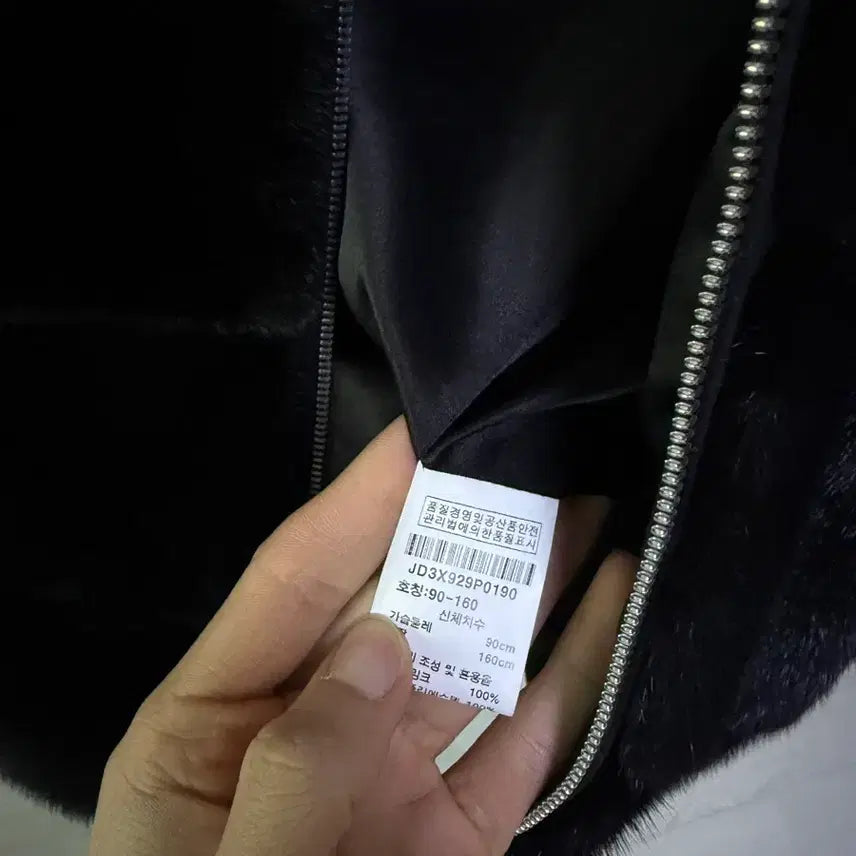 품질경영및공산품안전
관리법에의한품질표시
JD3X929P0190
호칭:90-160
신체치수
가슴둘레 90cm
160cm
조성 및 혼용율
밍크 100%